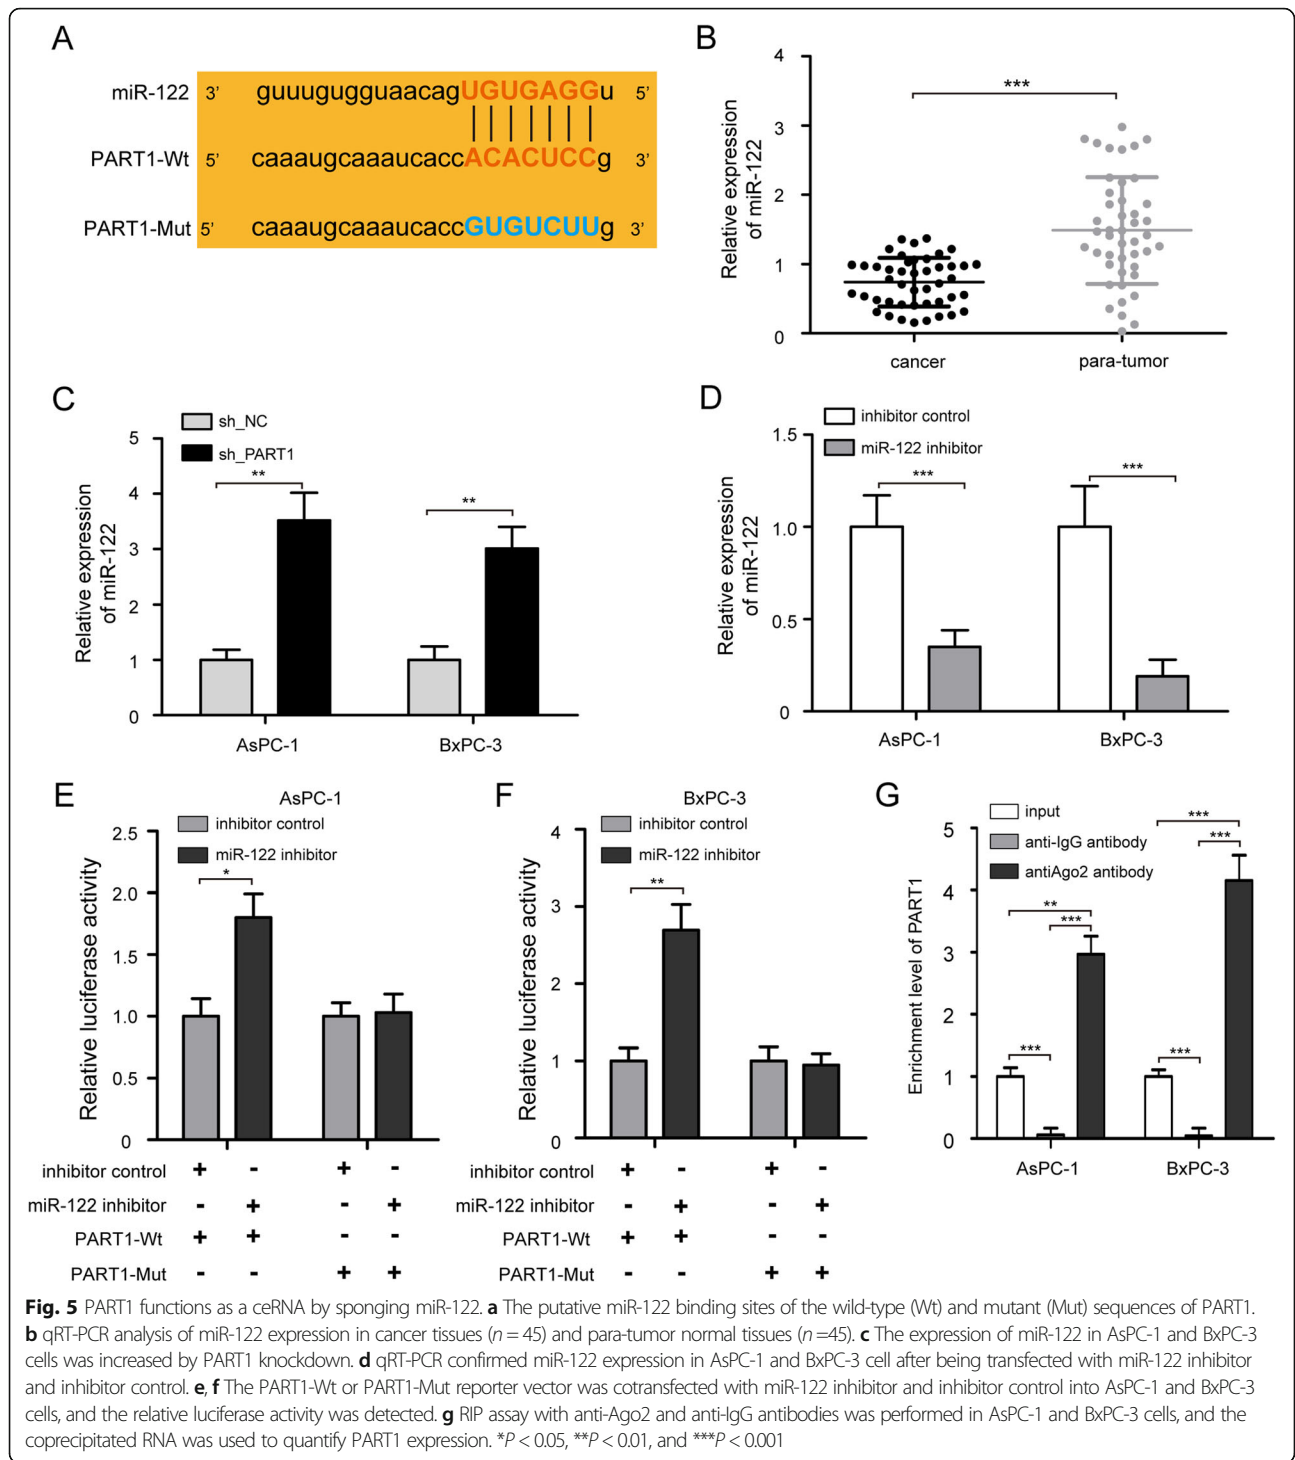 A
miR-122 3’ guuugugguaacagUGUGAGGu 5’
PART1-Wt 5’ caaaugcaaaucaccACACUCCg 3’
PART1-Mut 5’ caaaugcaaaucaccGUGUCUUg 3’
B
Relative expression
of miR-122
4
3
2
1
0
***
cancer
para-tumor
C
sh_NC
sh_PART1
Relative expression
of miR-122
5
4
3
2
1
0
**
**
AsPC-1
BxPC-3
D
inhibitor control
miR-122 inhibitor
Relative expression
of miR-122
1.5
1.0
0.5
0
***
***
AsPC-1
BxPC-3
E
AsPC-1
inhibitor control
miR-122 inhibitor
Relative luciferase activity
2.5
2.0
1.5
1.0
0.5
0
*
inhibitor control + - + -
miR-122 inhibitor - + - +
PART1-Wt + + - -
PART1-Mut - - + +
F
BxPC-3
inhibitor control
miR-122 inhibitor
Relative luciferase activity
4
3
2
1
0
**
inhibitor control + - + -
miR-122 inhibitor - + - +
PART1-Wt + + - -
PART1-Mut - - + +
G
input
anti-IgG antibody
antiAgo2 antibody
Enrichment level of PART1
5
4
3
2
1
0
**
***
***
***
***
***
AsPC-1
BxPC-3
Fig. 5 PART1 functions as a ceRNA by sponging miR-122. a The putative miR-122 binding sites of the wild-type (Wt) and mutant (Mut) sequences of PART1.
b qRT-PCR analysis of miR-122 expression in cancer tissues (n = 45) and para-tumor normal tissues (n =45). c The expression of miR-122 in AsPC-1 and BxPC-3
cells was increased by PART1 knockdown. d qRT-PCR confirmed miR-122 expression in AsPC-1 and BxPC-3 cell after being transfected with miR-122 inhibitor
and inhibitor control. e, f The PART1-Wt or PART1-Mut reporter vector was cotransfected with miR-122 inhibitor and inhibitor control into AsPC-1 and BxPC-3
cells, and the relative luciferase activity was detected. g RIP assay with anti-Ago2 and anti-IgG antibodies was performed in AsPC-1 and BxPC-3 cells, and the
coprecipitated RNA was used to quantify PART1 expression. *P < 0.05, **P < 0.01, and ***P < 0.001